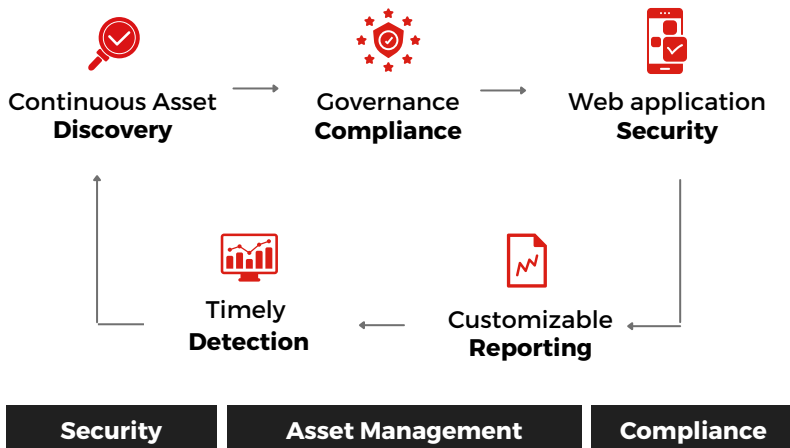 Continuous Asset
Discovery
Governance
Compliance
Web application
Security
Timely
Detection
Customizable
Reporting
Security
Asset Management
Compliance